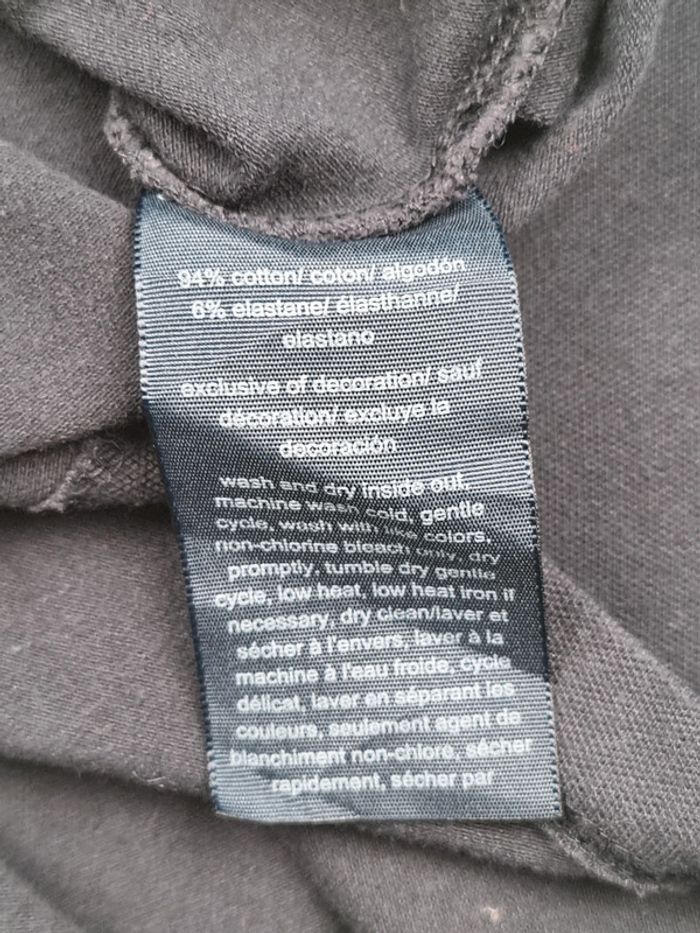 94% cotton/ coton/ algodón
6% elastane/ élasthanne/
elastano
exclusive of decoration/ sauf
décoration/ excluye la
decoración
wash and dry inside out,
machine wash cold, gentle
cycle, wash with like colors,
non-chlorine bleach only, dry
promptly, tumble dry gentle
cycle, low heat, low heat iron if
necessary, dry clean/laver et
sécher à l'envers, laver à la
machine à l'eau froide, cycle
délicat, laver en séparant les
couleurs, seulement agent de
blanchiment non-chlore, sécher
rapidement, sécher par